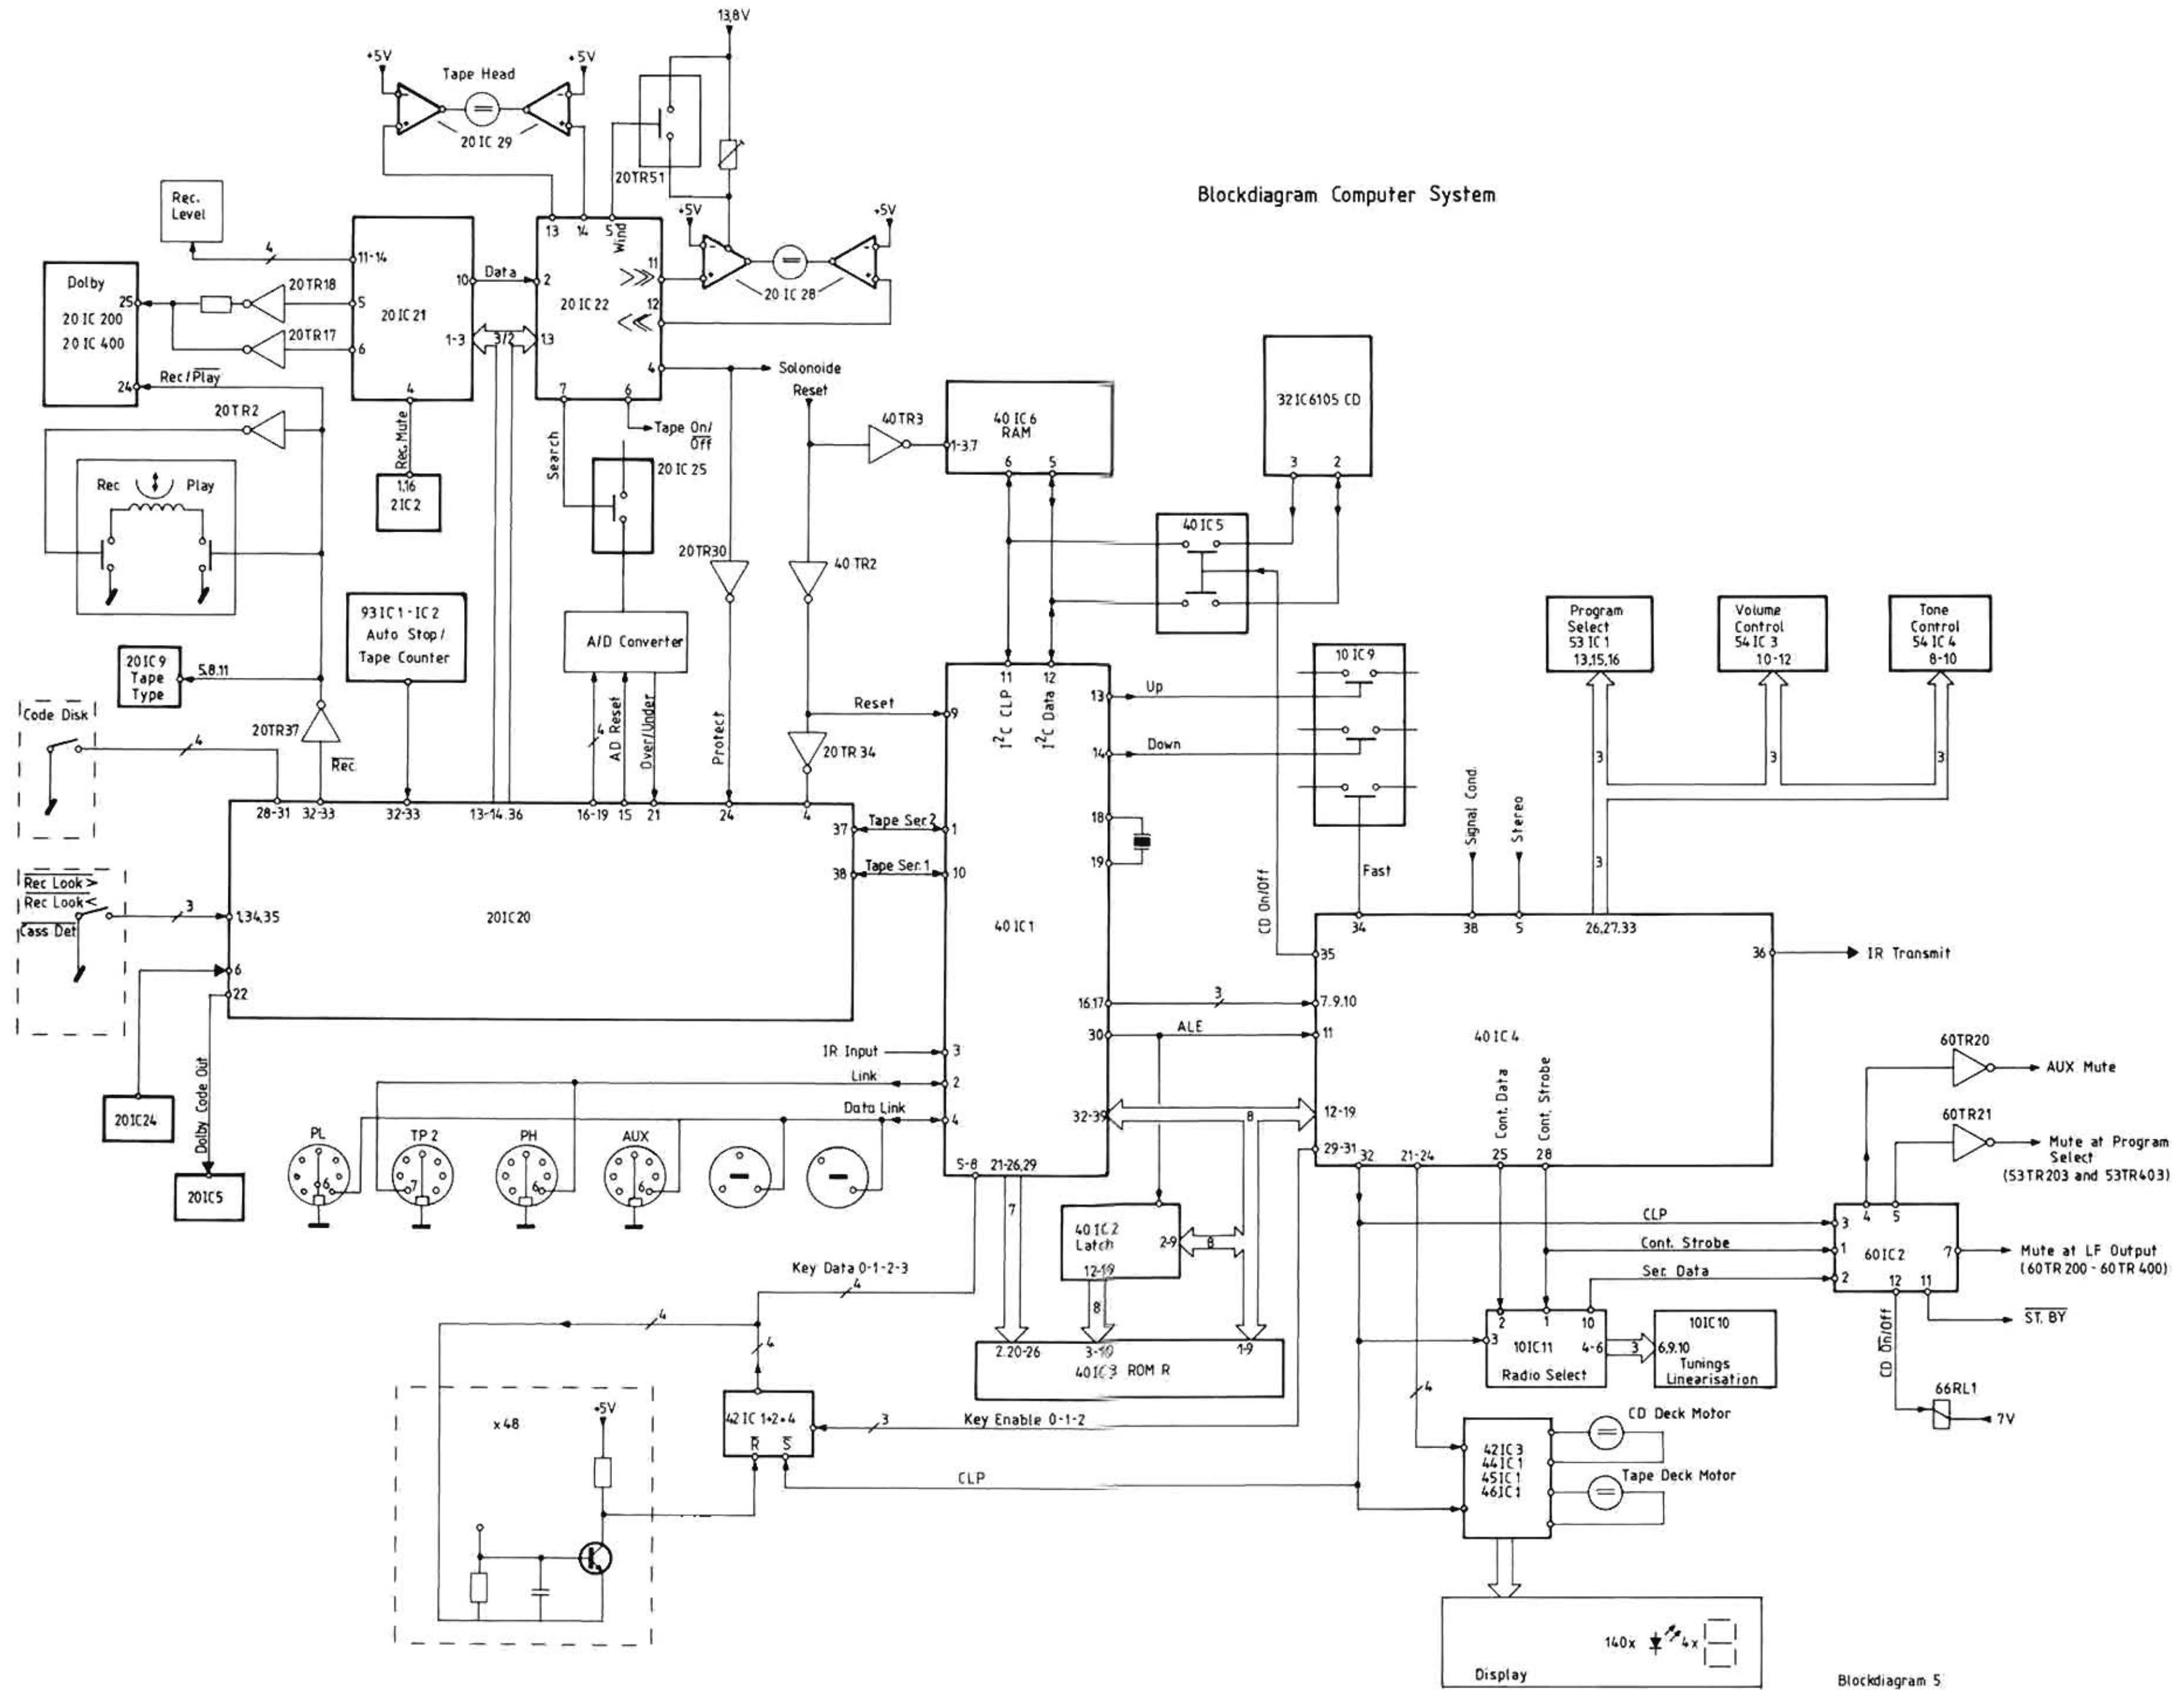 13,8V
+5V
Tape Head
+5V
20 IC 29
20TR51
Blockdiagram Computer System
Rec.
Level
4
11-14
13
14
5
Wind
+5V
+5V
Dolby
20 IC 200
20 IC 400
25
24
20TR18
20TR17
5
6
20 IC 21
10
Data
2
20 IC 22
11
12
20 IC 28
1-3
3/2
13
4
Solonoide
Rec/Play
20TR2
4
7
6
Reset
Tape On/
Off
Rec. Mute
Search
1,16
2 IC 2
20 IC 25
Rec
Play
40TR3
1-3.7
40 IC 6
RAM
6
5
32 IC 6105 CD
3
2
40 IC 5
20TR30
40 TR2
93 IC 1 - IC 2
Auto Stop/
Tape Counter
A/D Converter
20 IC 9
Tape
Type
5.8.11
Code Disk
4
20TR37
Rec
4
AD Reset
Over/Under
Protect
Reset
9
20 TR 34
11
12
I²C CLP
I²C Data
13
Up
14
Down
10 IC 9
Fast
Program
Select
53 IC 1
13,15,16
Volume
Control
54 IC 3
10-12
Tone
Control
54 IC 4
8-10
3
3
3
3
Signal Cond.
Stereo
28-31
32-33
32-33
13-14.36
16-19
15
21
24
4
37
Tape Ser.2
1
38
Tape Ser.1
10
18
19
CD On/Off
Rec Look >
Rec Look <
Cass Det
3
1,34,35
6
22
20IC20
40 IC1
34
38
5
26,27,33
35
36
IR Transmit
16,17
3
7.9.10
30
ALE
11
40 IC 4
Dolby Code Out
20IC24
20IC5
IR Input
3
Link
2
Data Link
4
32-39
8
12-19
29-31
Cont. Data
Cont. Strobe
60TR20
AUX Mute
60TR21
Mute at Program
Select
(53TR203 and 53TR403)
PL
6
TP 2
7
PH
6
AUX
6
5-8
21-26,29
7
32
21-24
25
28
40 IC 2
Latch
2-9
8
12-19
8
CLP
3
Cont. Strobe
1
Ser. Data
2
4
5
60IC2
7
Mute at LF Output
(60TR 200 - 60TR 400)
12
11
ST. BY
CD On/Off
66RL1
7V
Key Data 0-1-2-3
4
4
4
2.20-26
3-10
1-9
40 IC 3 ROM R
2
1
10
3
10IC11
4-6
Radio Select
3
10IC10
6,9.10
Tunings
Linearisation
x 48
+5V
42 IC 1+2+4
R
S
3
Key Enable 0-1-2
CLP
4
42IC3
44IC1
45IC1
46IC1
CD Deck Motor
Tape Deck Motor
140x
4x
Display
Blockdiagram 5